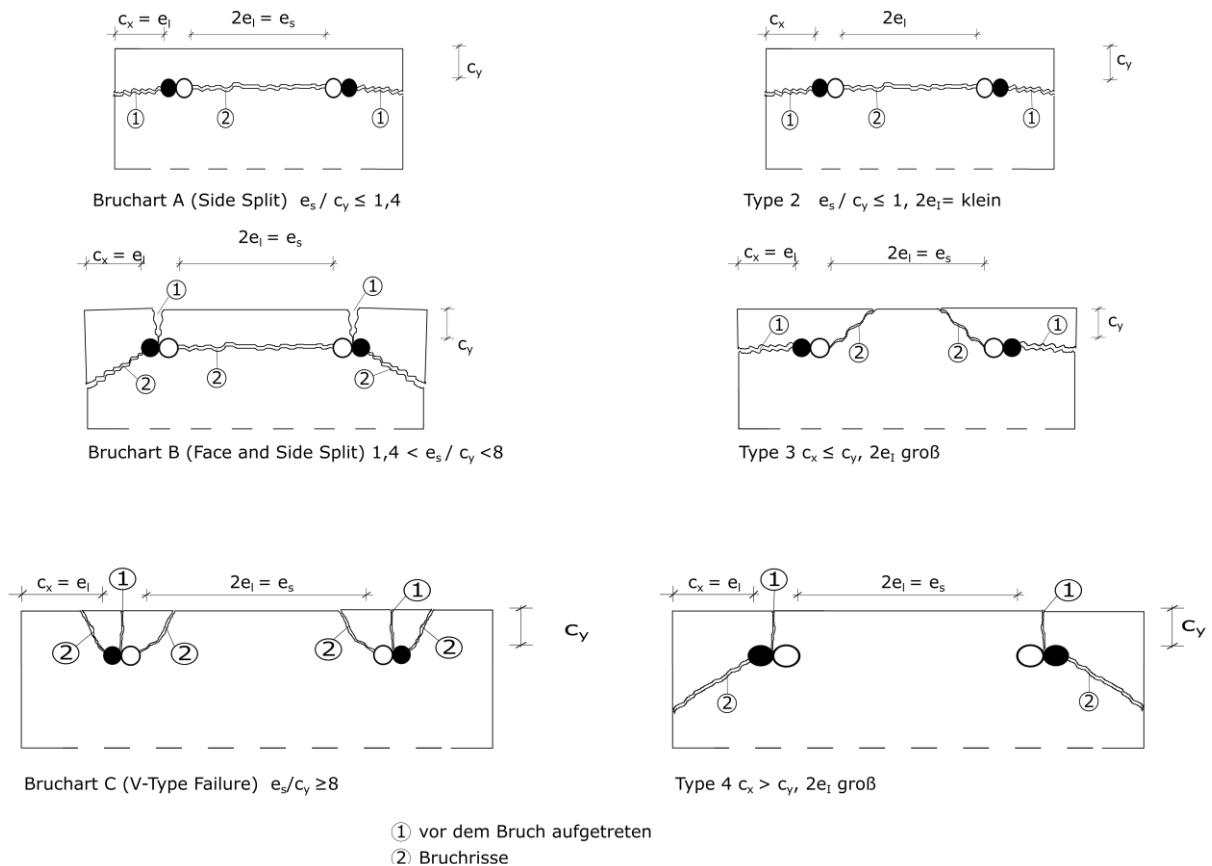 cₓ = eₗ 2eₗ = eₛ
c_y
① ② ①
Bruchart A (Side Split) eₛ / c_y ≤ 1,4
cₓ 2eₗ
c_y
① ② ①
Type 2 eₛ / c_y ≤ 1, 2e_I= klein
cₓ = eₗ 2eₗ = eₛ
① ①
c_y
② ② ②
Bruchart B (Face and Side Split) 1,4 < eₛ / c_y <8
cₓ = eₗ 2eₗ = eₛ
c_y
① ② ② ①
Type 3 cₓ ≤ c_y, 2e_I groß
cₓ = eₗ ① 2eₗ = eₛ ①
c_y
② ② ② ②
Bruchart C (V-Type Failure) eₛ/c_y ≥8
cₓ = eₗ ① 2eₗ = eₛ ①
c_y
② ②
Type 4 cₓ > c_y, 2e_I groß
① vor dem Bruch aufgetreten
② Bruchrisse